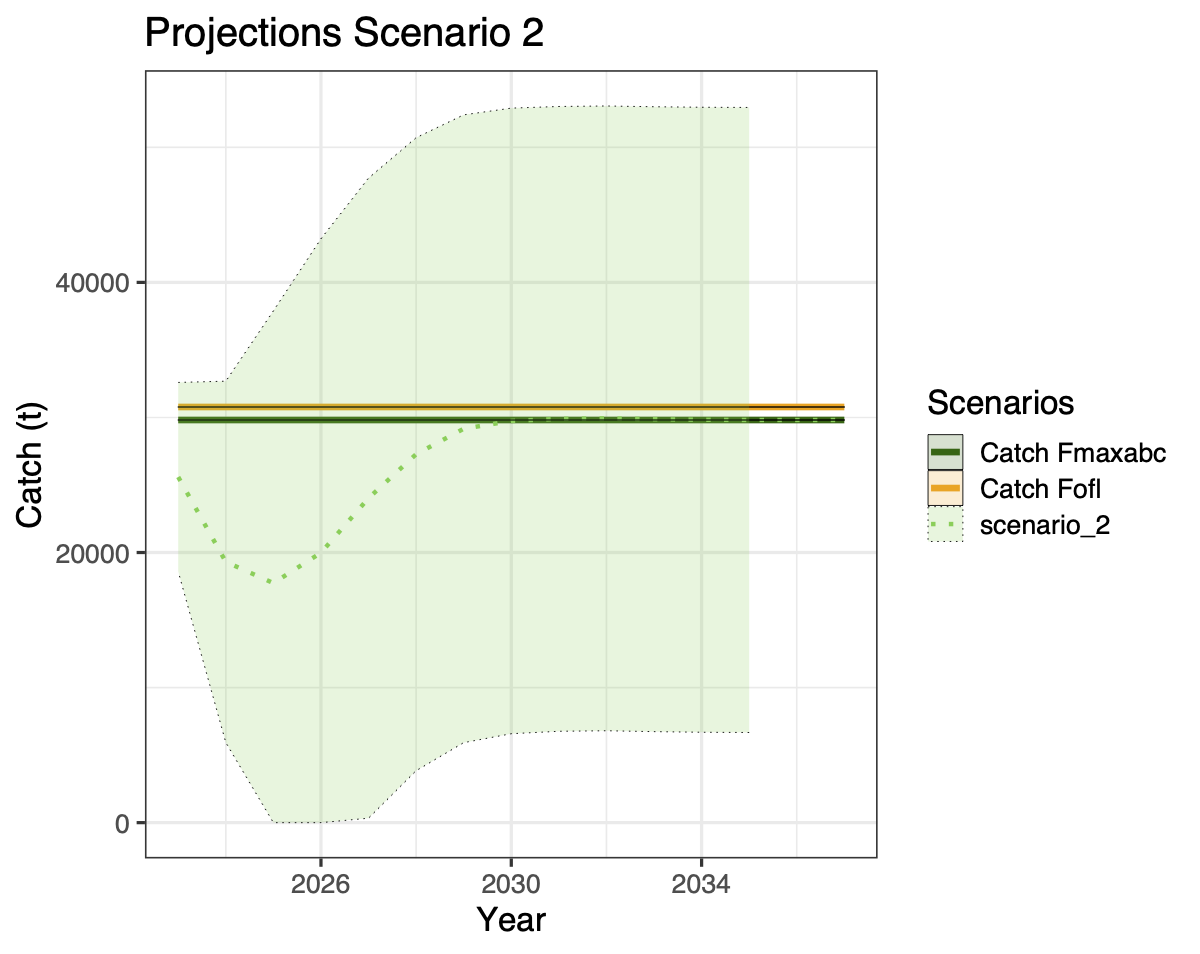 Projections Scenario 2
Catch (t)
40000
20000
0
2026
2030
2034
Year
Scenarios
Catch Fmaxabc
Catch Fofl
scenario_2